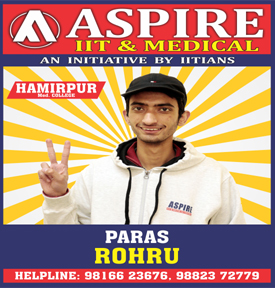 ASPIRE
IIT & MEDICAL
AN INITIATIVE BY IITIANS
HAMIRPUR
Med. COLLEGE
ASPIRE
PARAS
ROHRU
HELPLINE: 98166 23676, 98823 72779